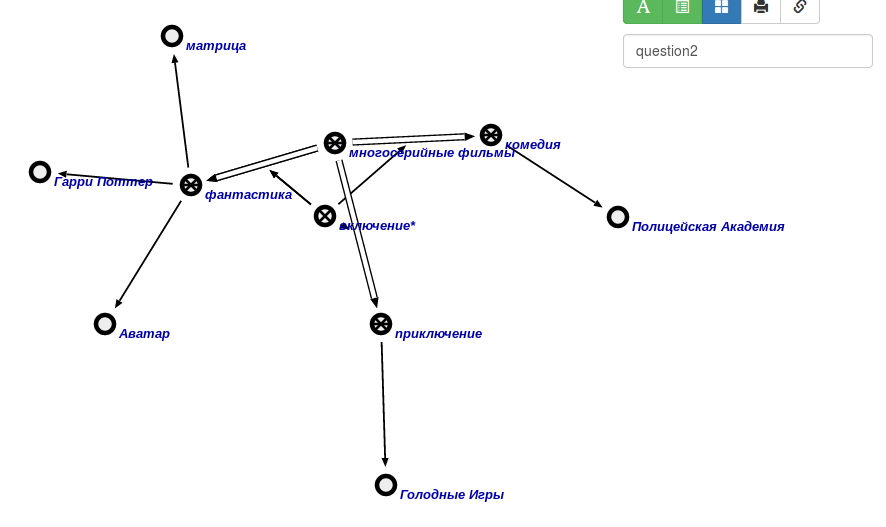 A
question2
матрица
комедия
многосерийные фильмы
Гарри Поттер
фантастика
включение*
Полицейская Академия
Аватар
приключение
Голодные Игры